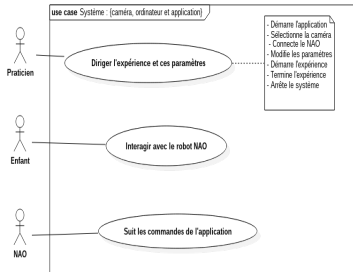 use case Système : {caméra, ordinateur et application}
- Démarre l'application
- Sélectionne la caméra
- Connecte le NAO
- Modifie les paramètres
- Démarre l'expérience
- Termine l'expérience
- Arrête le système
Praticien
Diriger l'expérience et ces paramètres
Enfant
Interagir avec le robot NAO
NAO
Suit les commandes de l'application